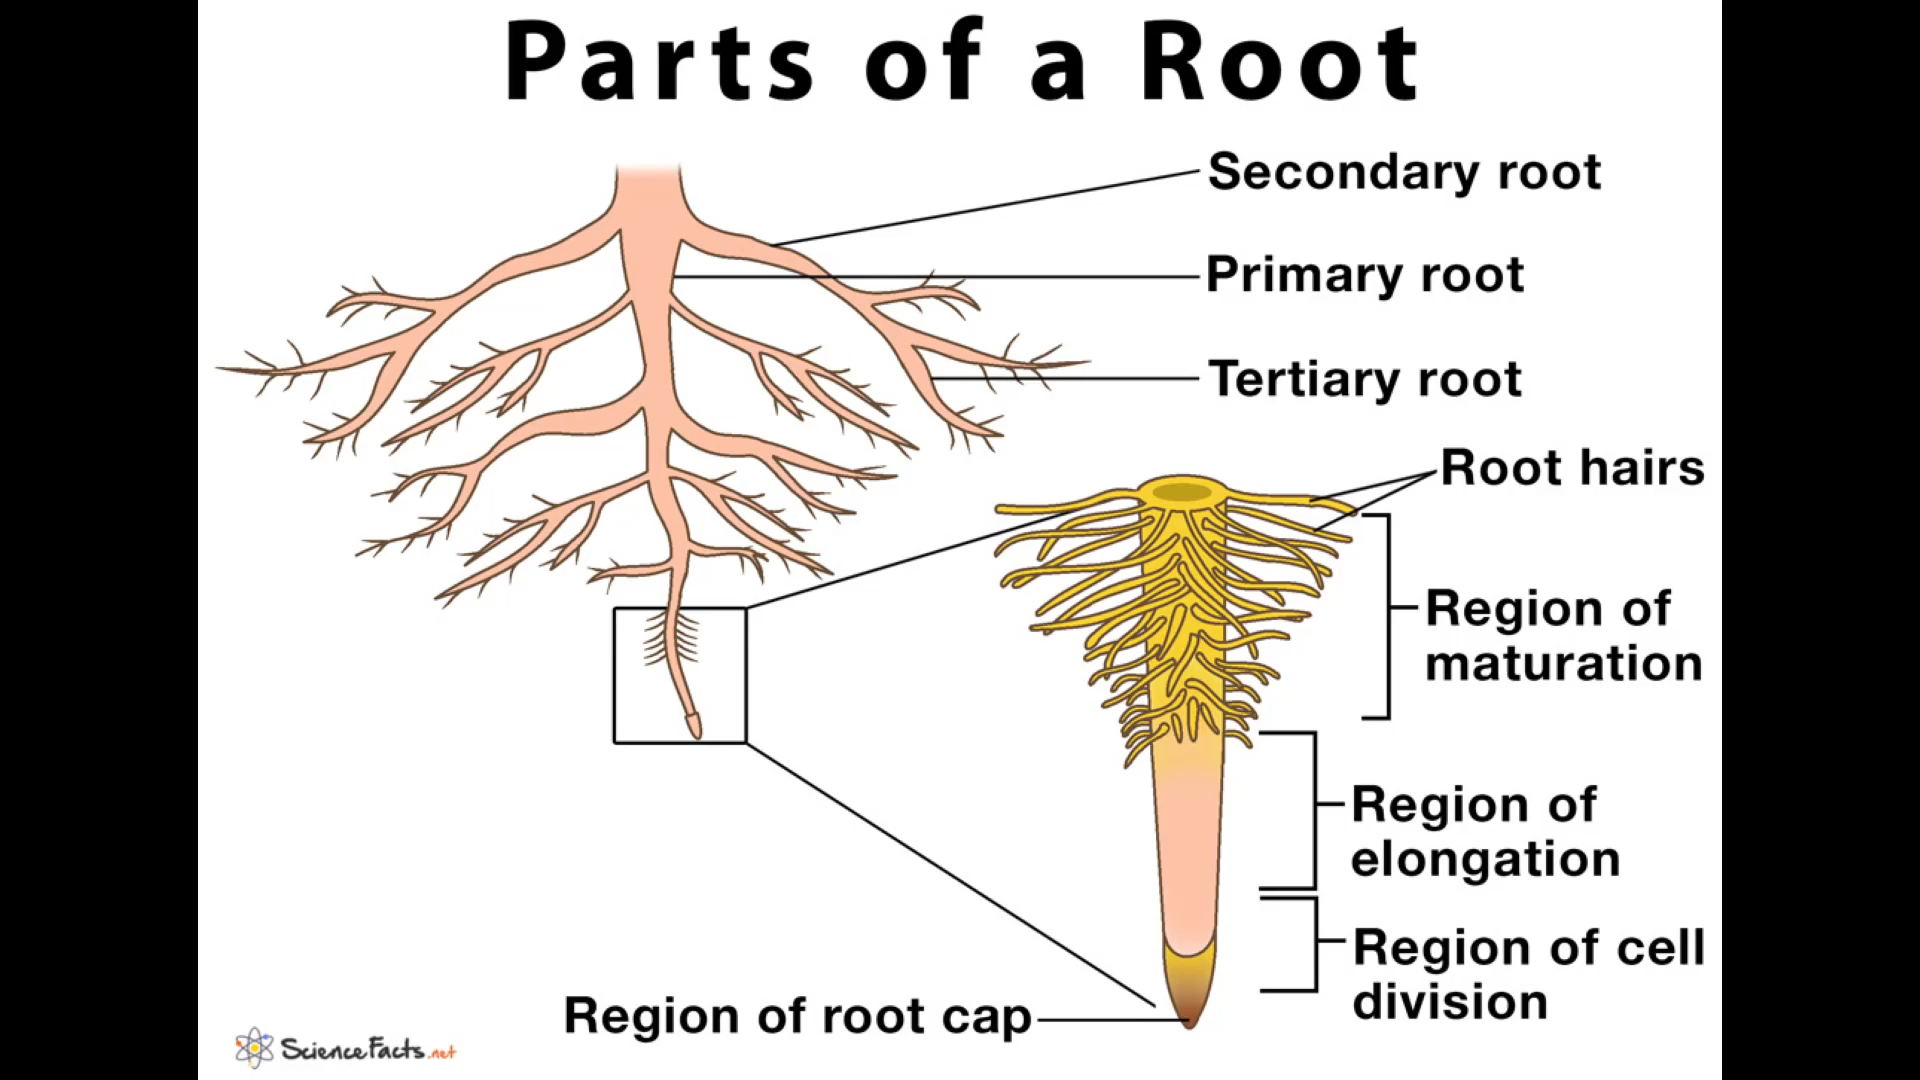 Parts of a Root
Secondary root
Primary root
Tertiary root
Root hairs
Region of
maturation
Region of
elongation
Region of cell
division
Region of root cap
ScienceFacts.net